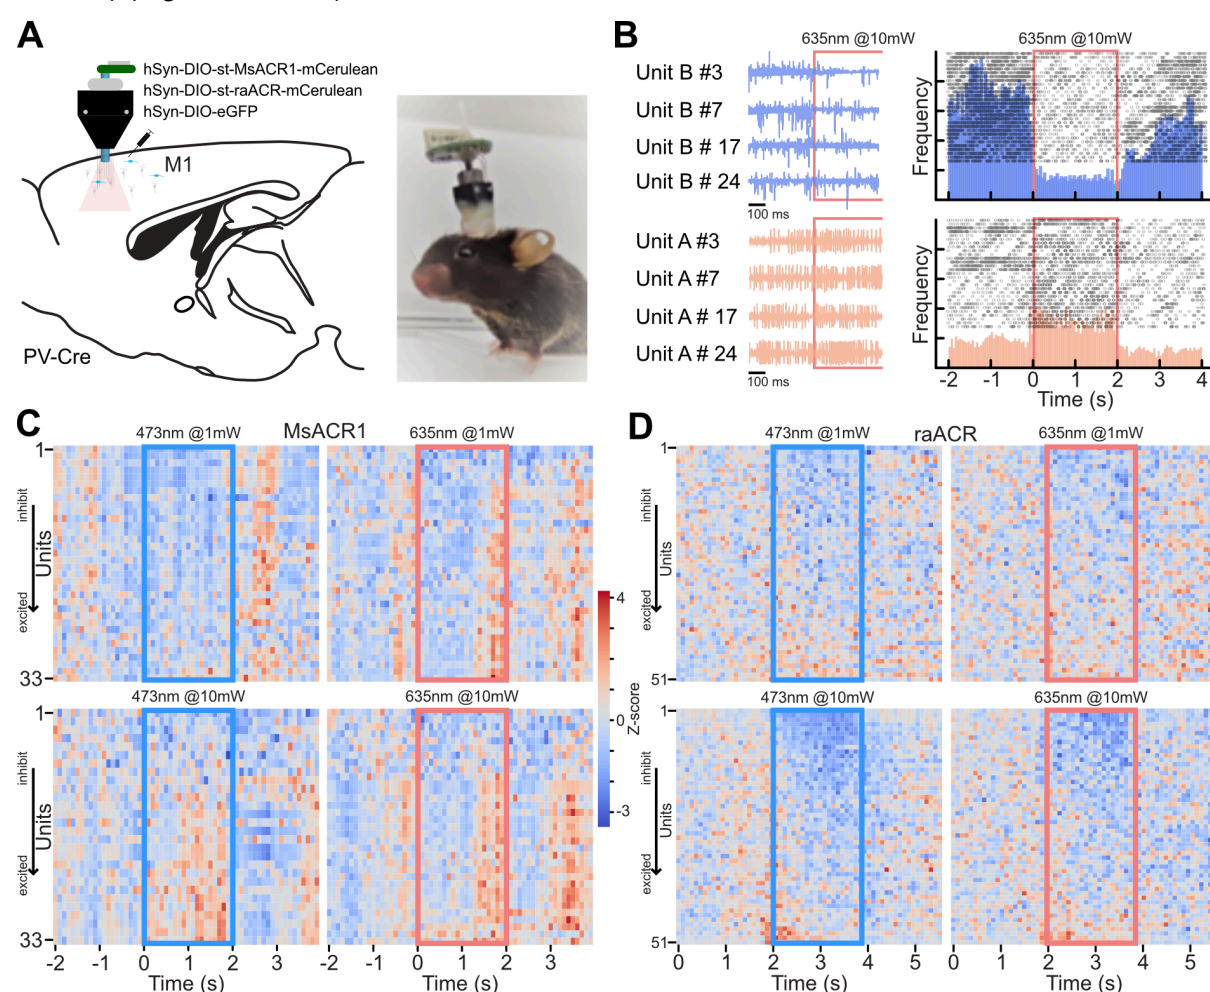 A
hSyn-DIO-st-MsACR1-mCerulean
hSyn-DIO-st-raACR-mCerulean
hSyn-DIO-eGFP
M1
PV-Cre
B
635nm @10mW
Unit B #3
Unit B #7
Unit B # 17
Unit B # 24
100 ms
635nm @10mW
Frequency
Unit A #3
Unit A #7
Unit A # 17
Unit A # 24
100 ms
Frequency
-2 -1 0 1 2 3 4
Time (s)
C
MsACR1
473nm @1mW
635nm @1mW
1
inhibit
Units
excited
33
473nm @10mW
635nm @10mW
1
inhibit
Units
excited
33
-2 -1 0 1 2 3
Time (s)
-2 -1 0 1 2 3
Time (s)
4
0
-3
Z-score
D
raACR
473nm @1mW
635nm @1mW
1
inhibit
Units
excited
51
473nm @10mW
635nm @10mW
1
inhibit
Units
excited
51
0 1 2 3 4 5
Time (s)
0 1 2 3 4 5
Time (s)